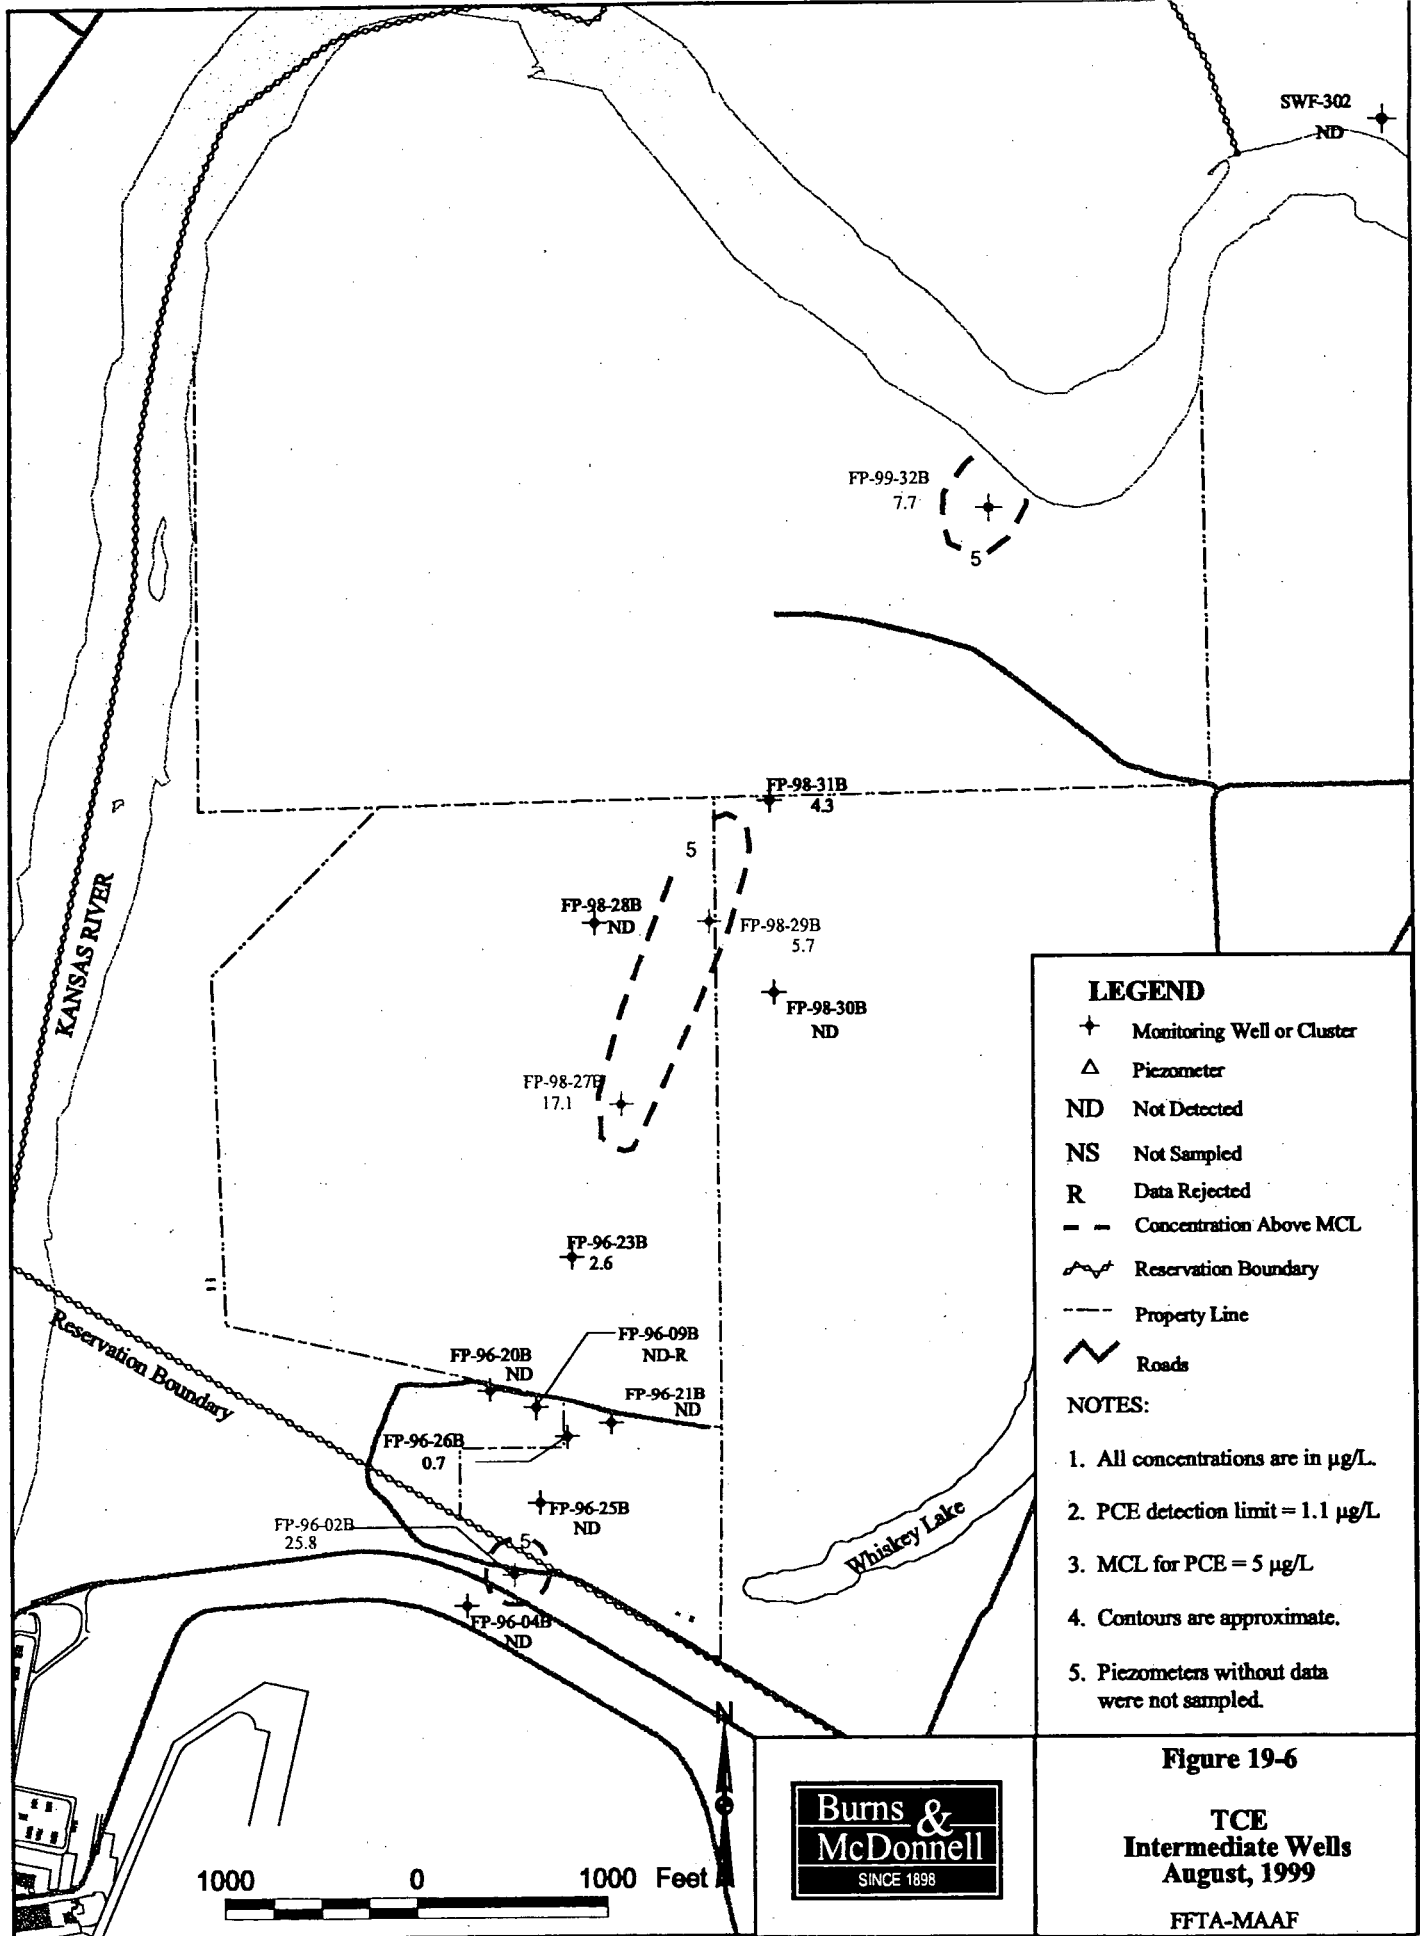 SWF-302
ND
FP-99-32B
7.7
5
FP-98-31B
4.3
5
FP-98-28B
ND
FP-98-29B
5.7
KANSAS RIVER
FP-98-30B
ND
FP-98-27B
17.1
FP-96-23B
2.6
Reservation Boundary
FP-96-09B
ND-R
FP-96-20B
ND
FP-96-21B
ND
FP-96-26B
0.7
FP-96-25B
ND
FP-96-02B
25.8
5
Whiskey Lake
FP-96-04B
ND
LEGEND
Monitoring Well or Cluster
Piezometer
ND Not Detected
NS Not Sampled
R Data Rejected
Concentration Above MCL
Reservation Boundary
Property Line
Roads
NOTES:
1. All concentrations are in µg/L.
2. PCE detection limit = 1.1 µg/L
3. MCL for PCE = 5 µg/L
4. Contours are approximate.
5. Piezometers without data
were not sampled.
N
1000 0 1000 Feet
Burns &
McDonnell
SINCE 1898
Figure 19-6
TCE
Intermediate Wells
August, 1999
FFTA-MAAF